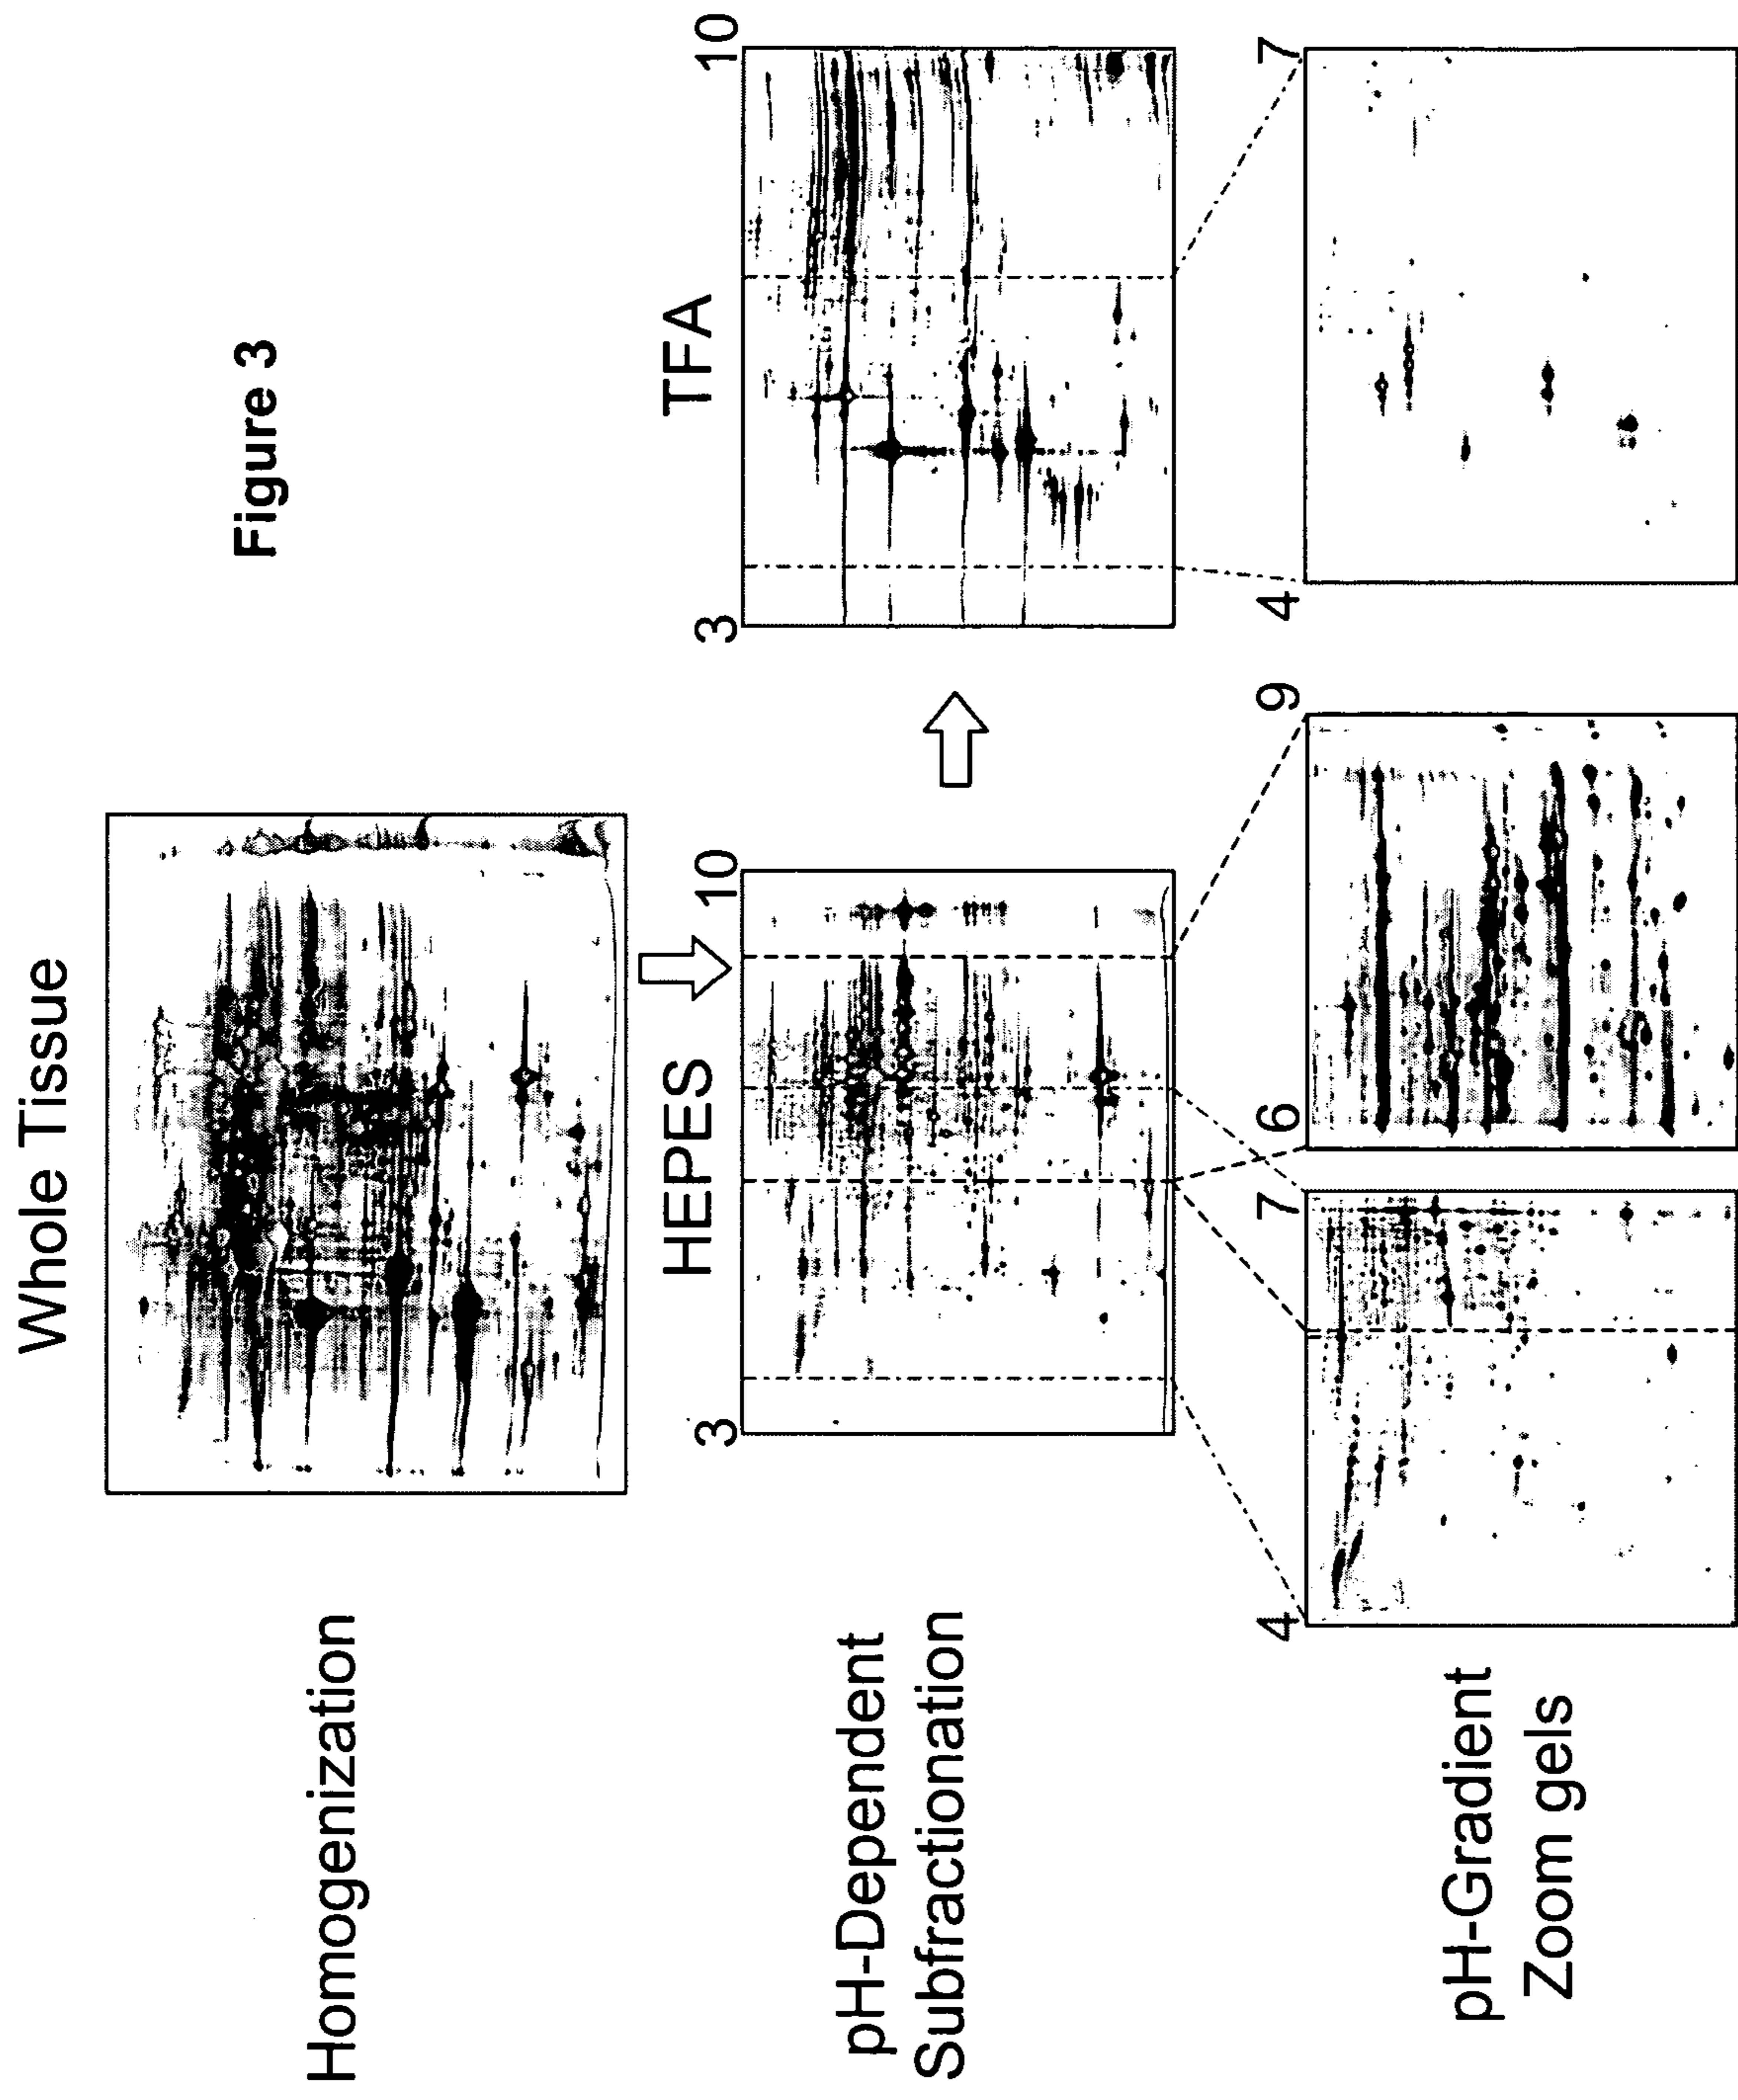 Figure 3
Whole Tissue
Homogenization
HEPES
TFA
3 10
3 10
pH-Dependent
Subfractionation
4 7
6 9
4 7
pH-Gradient
Zoom gels